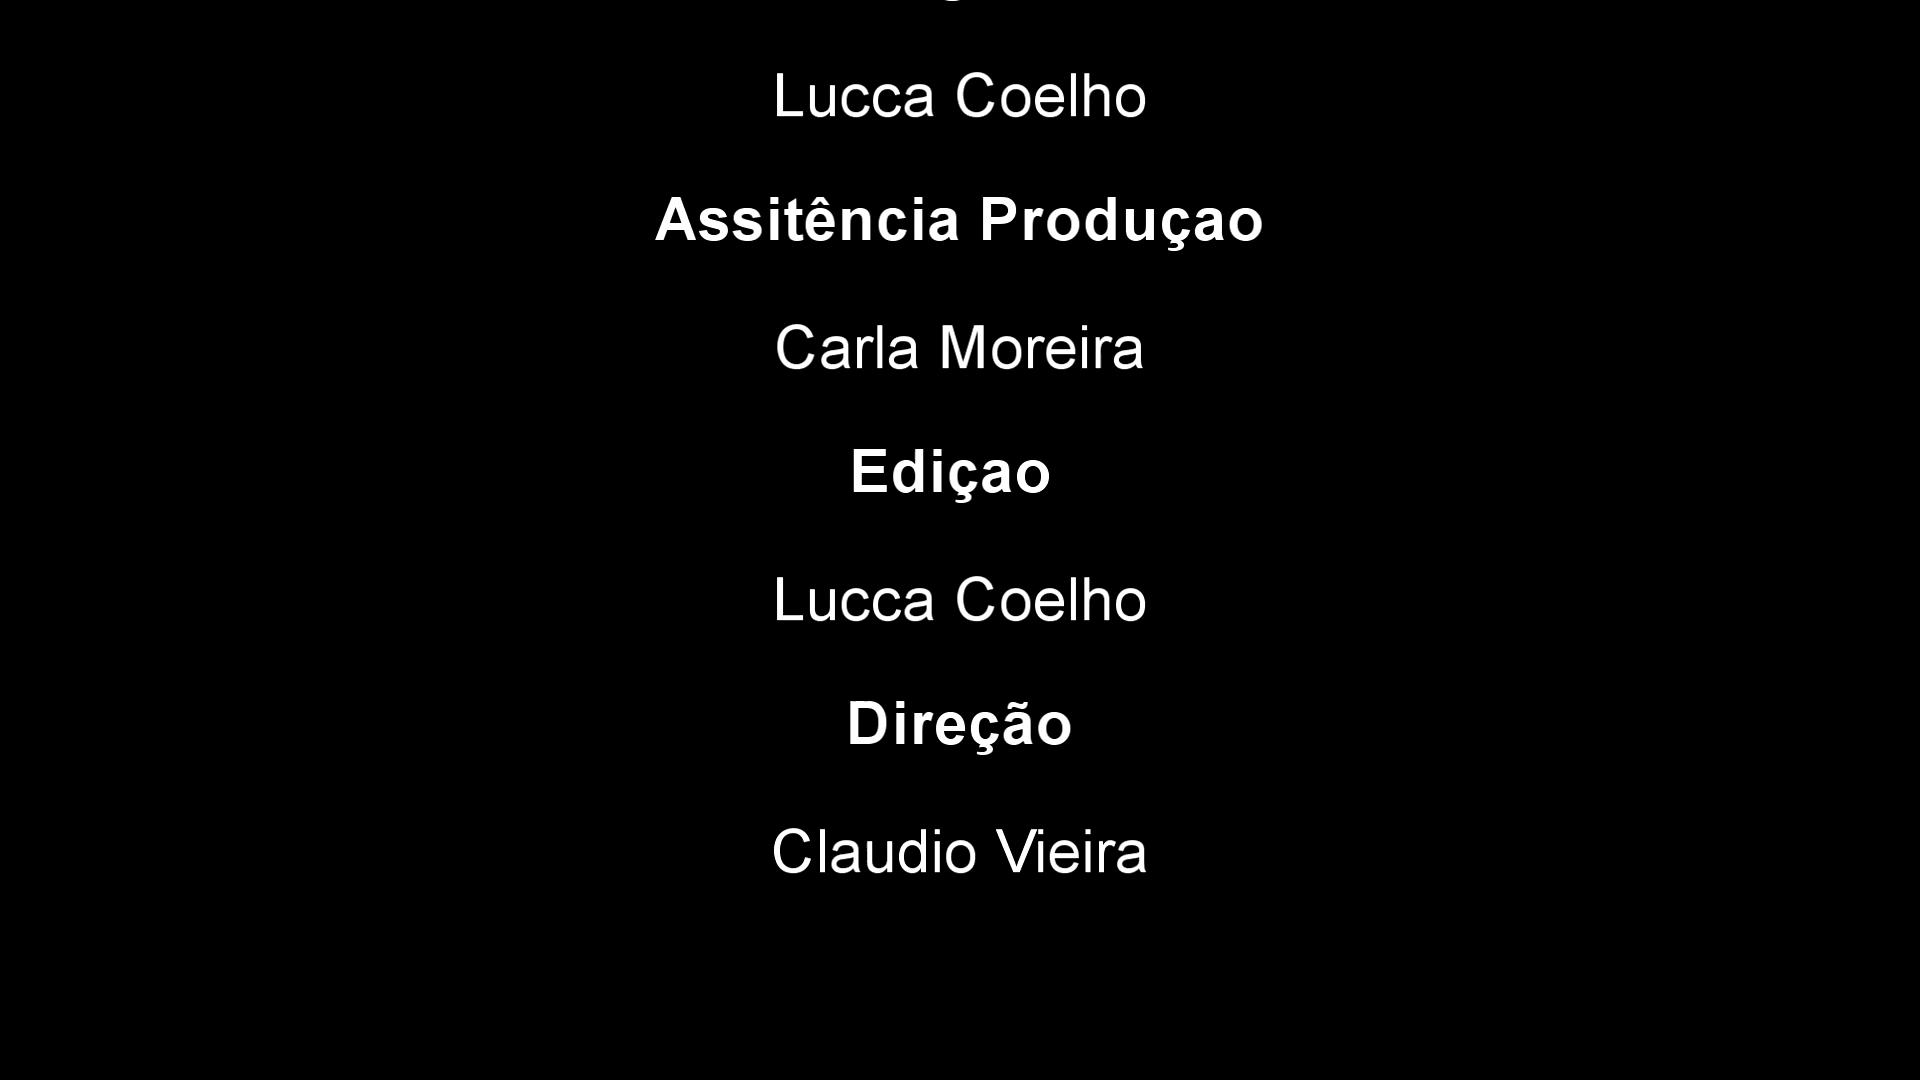 Lucca Coelho
Assitência Produçao
Carla Moreira
Ediçao
Lucca Coelho
Direção
Claudio Vieira